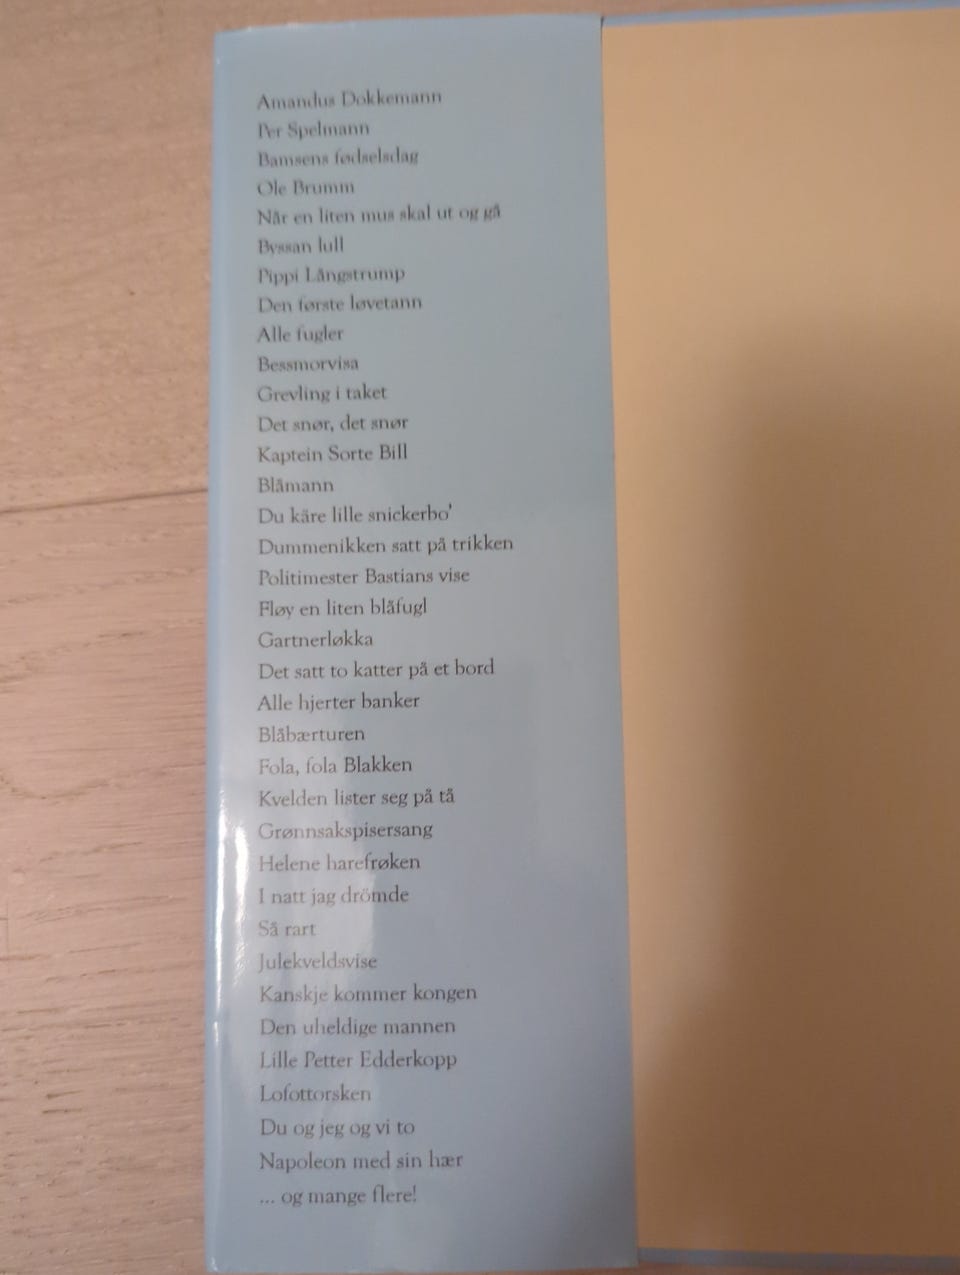 Amandus Dokkemann
Per Spelmann
Bamsens fødselsdag
Ole Brumm
Når en liten mus skal ut og gå
Byssan lull
Pippi Långstrump
Den første løvetann
Alle fugler
Bessmorvisa
Grevling i taket
Det snør, det snør
Kaptein Sorte Bill
Blåmann
Du käre lille snickerbo'
Dummenikken satt på trikken
Politimester Bastians vise
Fløy en liten blåfugl
Gartnerløkka
Det satt to katter på et bord
Alle hjerter banker
Blåbærturen
Fola, fola Blakken
Kvelden lister seg på tå
Grønnsakspisersang
Helene harefrøken
I natt jag drömde
Så rart
Julekveldsvise
Kanskje kommer kongen
Den uheldige mannen
Lille Petter Edderkopp
Lofottorsken
Du og jeg og vi to
Napoleon med sin hær
... og mange flere!